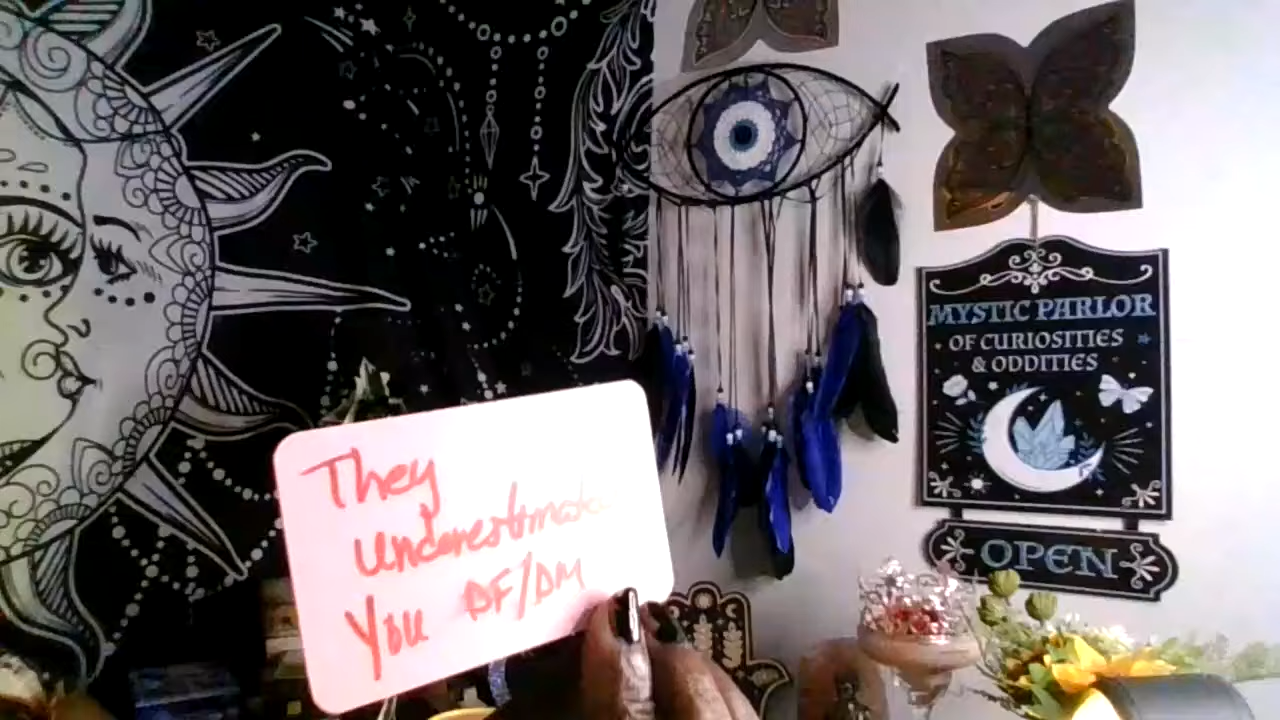 They
Underestimate
You DF/DM
MYSTIC PARLOR
OF CURIOSITIES
& ODDITIES
OPEN